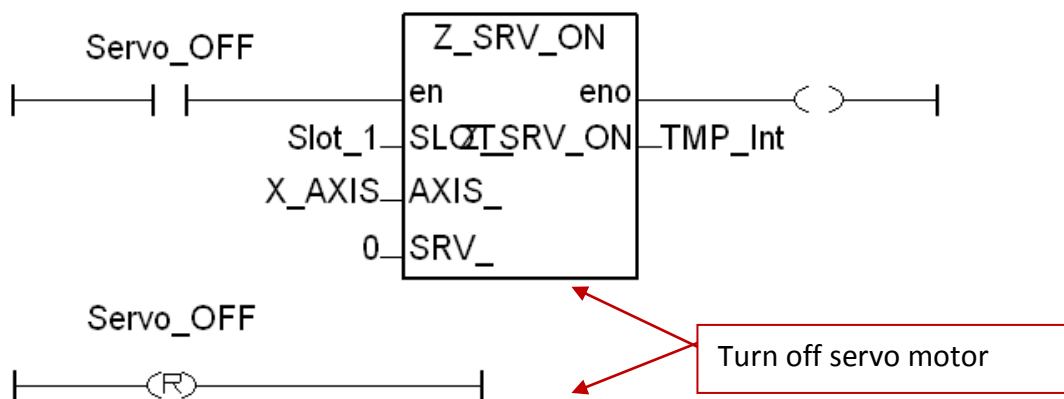 Servo_OFF
Z_SRV_ON
en eno
Slot_1 SLOT_ Z_SRV_ON TMP_Int
X_AXIS AXIS_
0 SRV_
Servo_OFF
R
Turn off servo motor